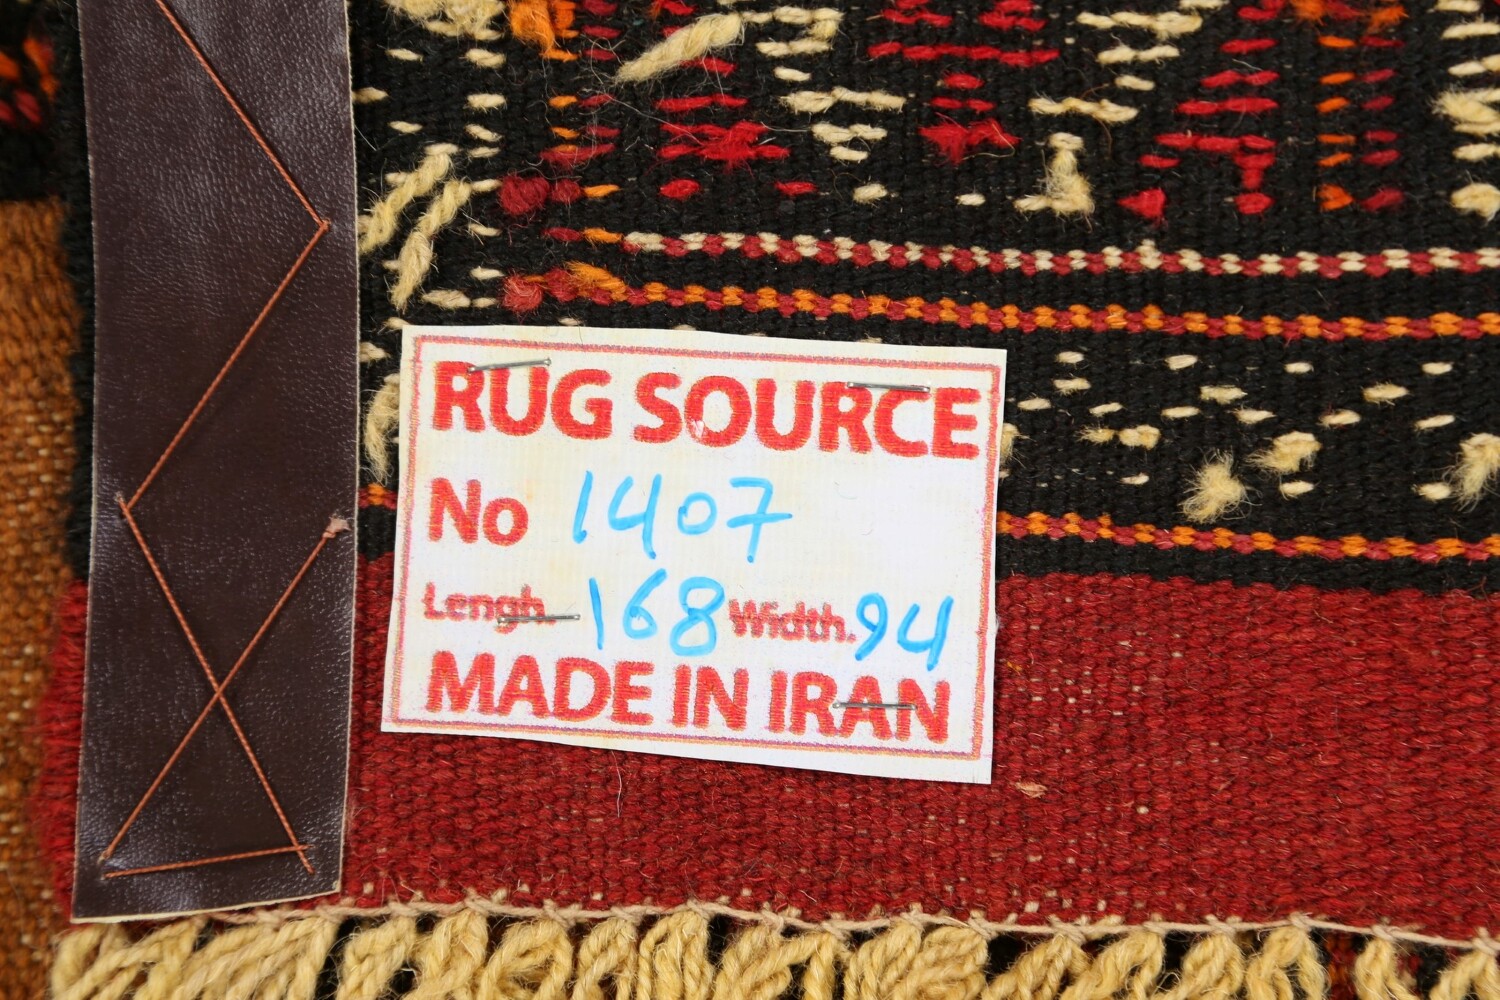 RUG SOURCE
No 1407
Lengh 168 Width. 94
MADE IN IRAN